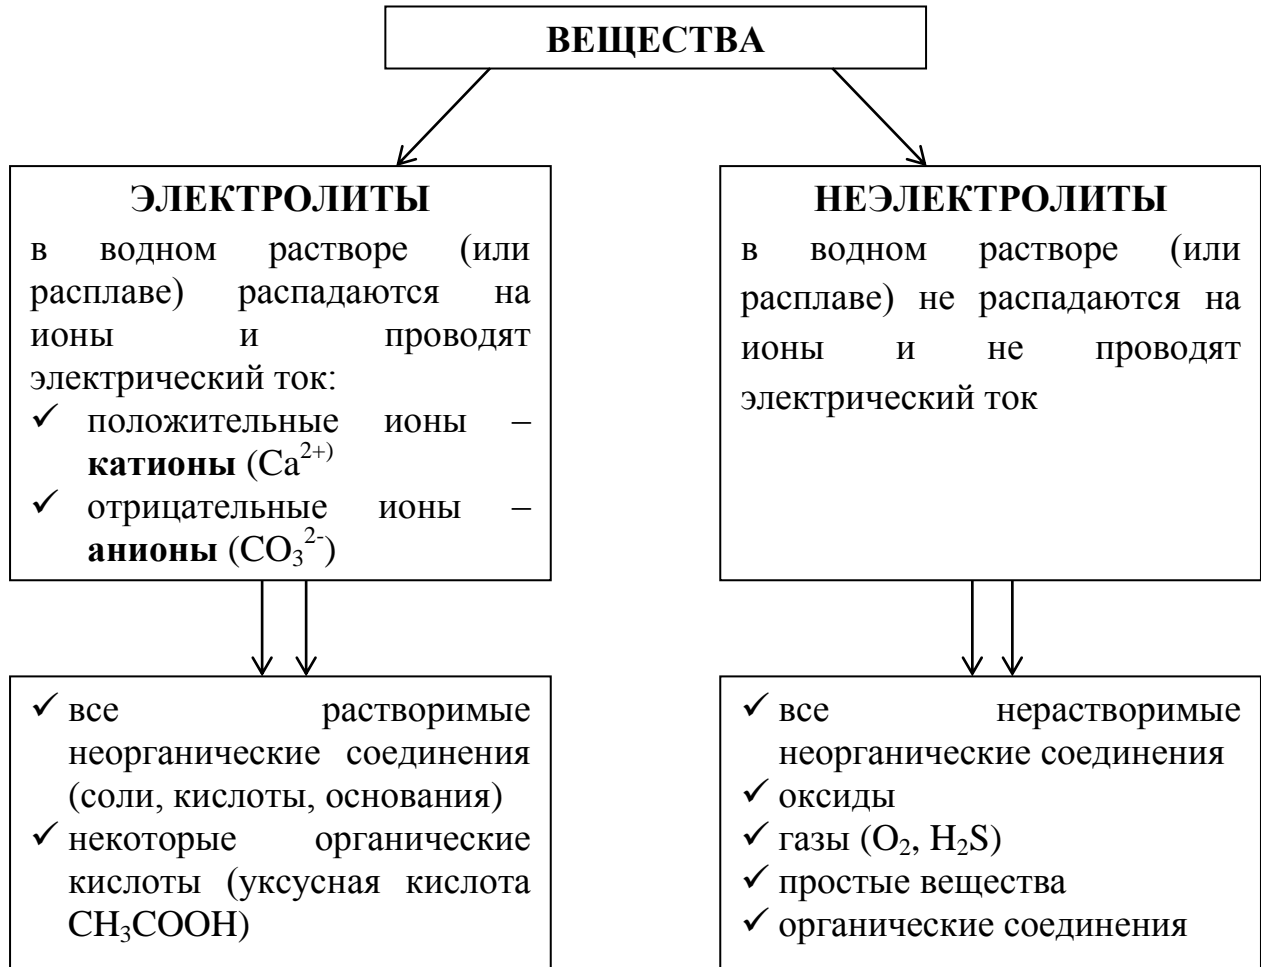 ВЕЩЕСТВА
ЭЛЕКТРОЛИТЫ
в водном растворе (или
расплаве) распадаются на
ионы и проводят
электрический ток:
✓ положительные ионы –
катионы (Ca²⁺⁾
✓ отрицательные ионы –
анионы (CO₃²⁻)
НЕЭЛЕКТРОЛИТЫ
в водном растворе (или
расплаве) не распадаются на
ионы и не проводят
электрический ток
✓ все растворимые
неорганические соединения
(соли, кислоты, основания)
✓ некоторые органические
кислоты (уксусная кислота
CH₃COOH)
✓ все нерастворимые
неорганические соединения
✓ оксиды
✓ газы (O₂, H₂S)
✓ простые вещества
✓ органические соединения